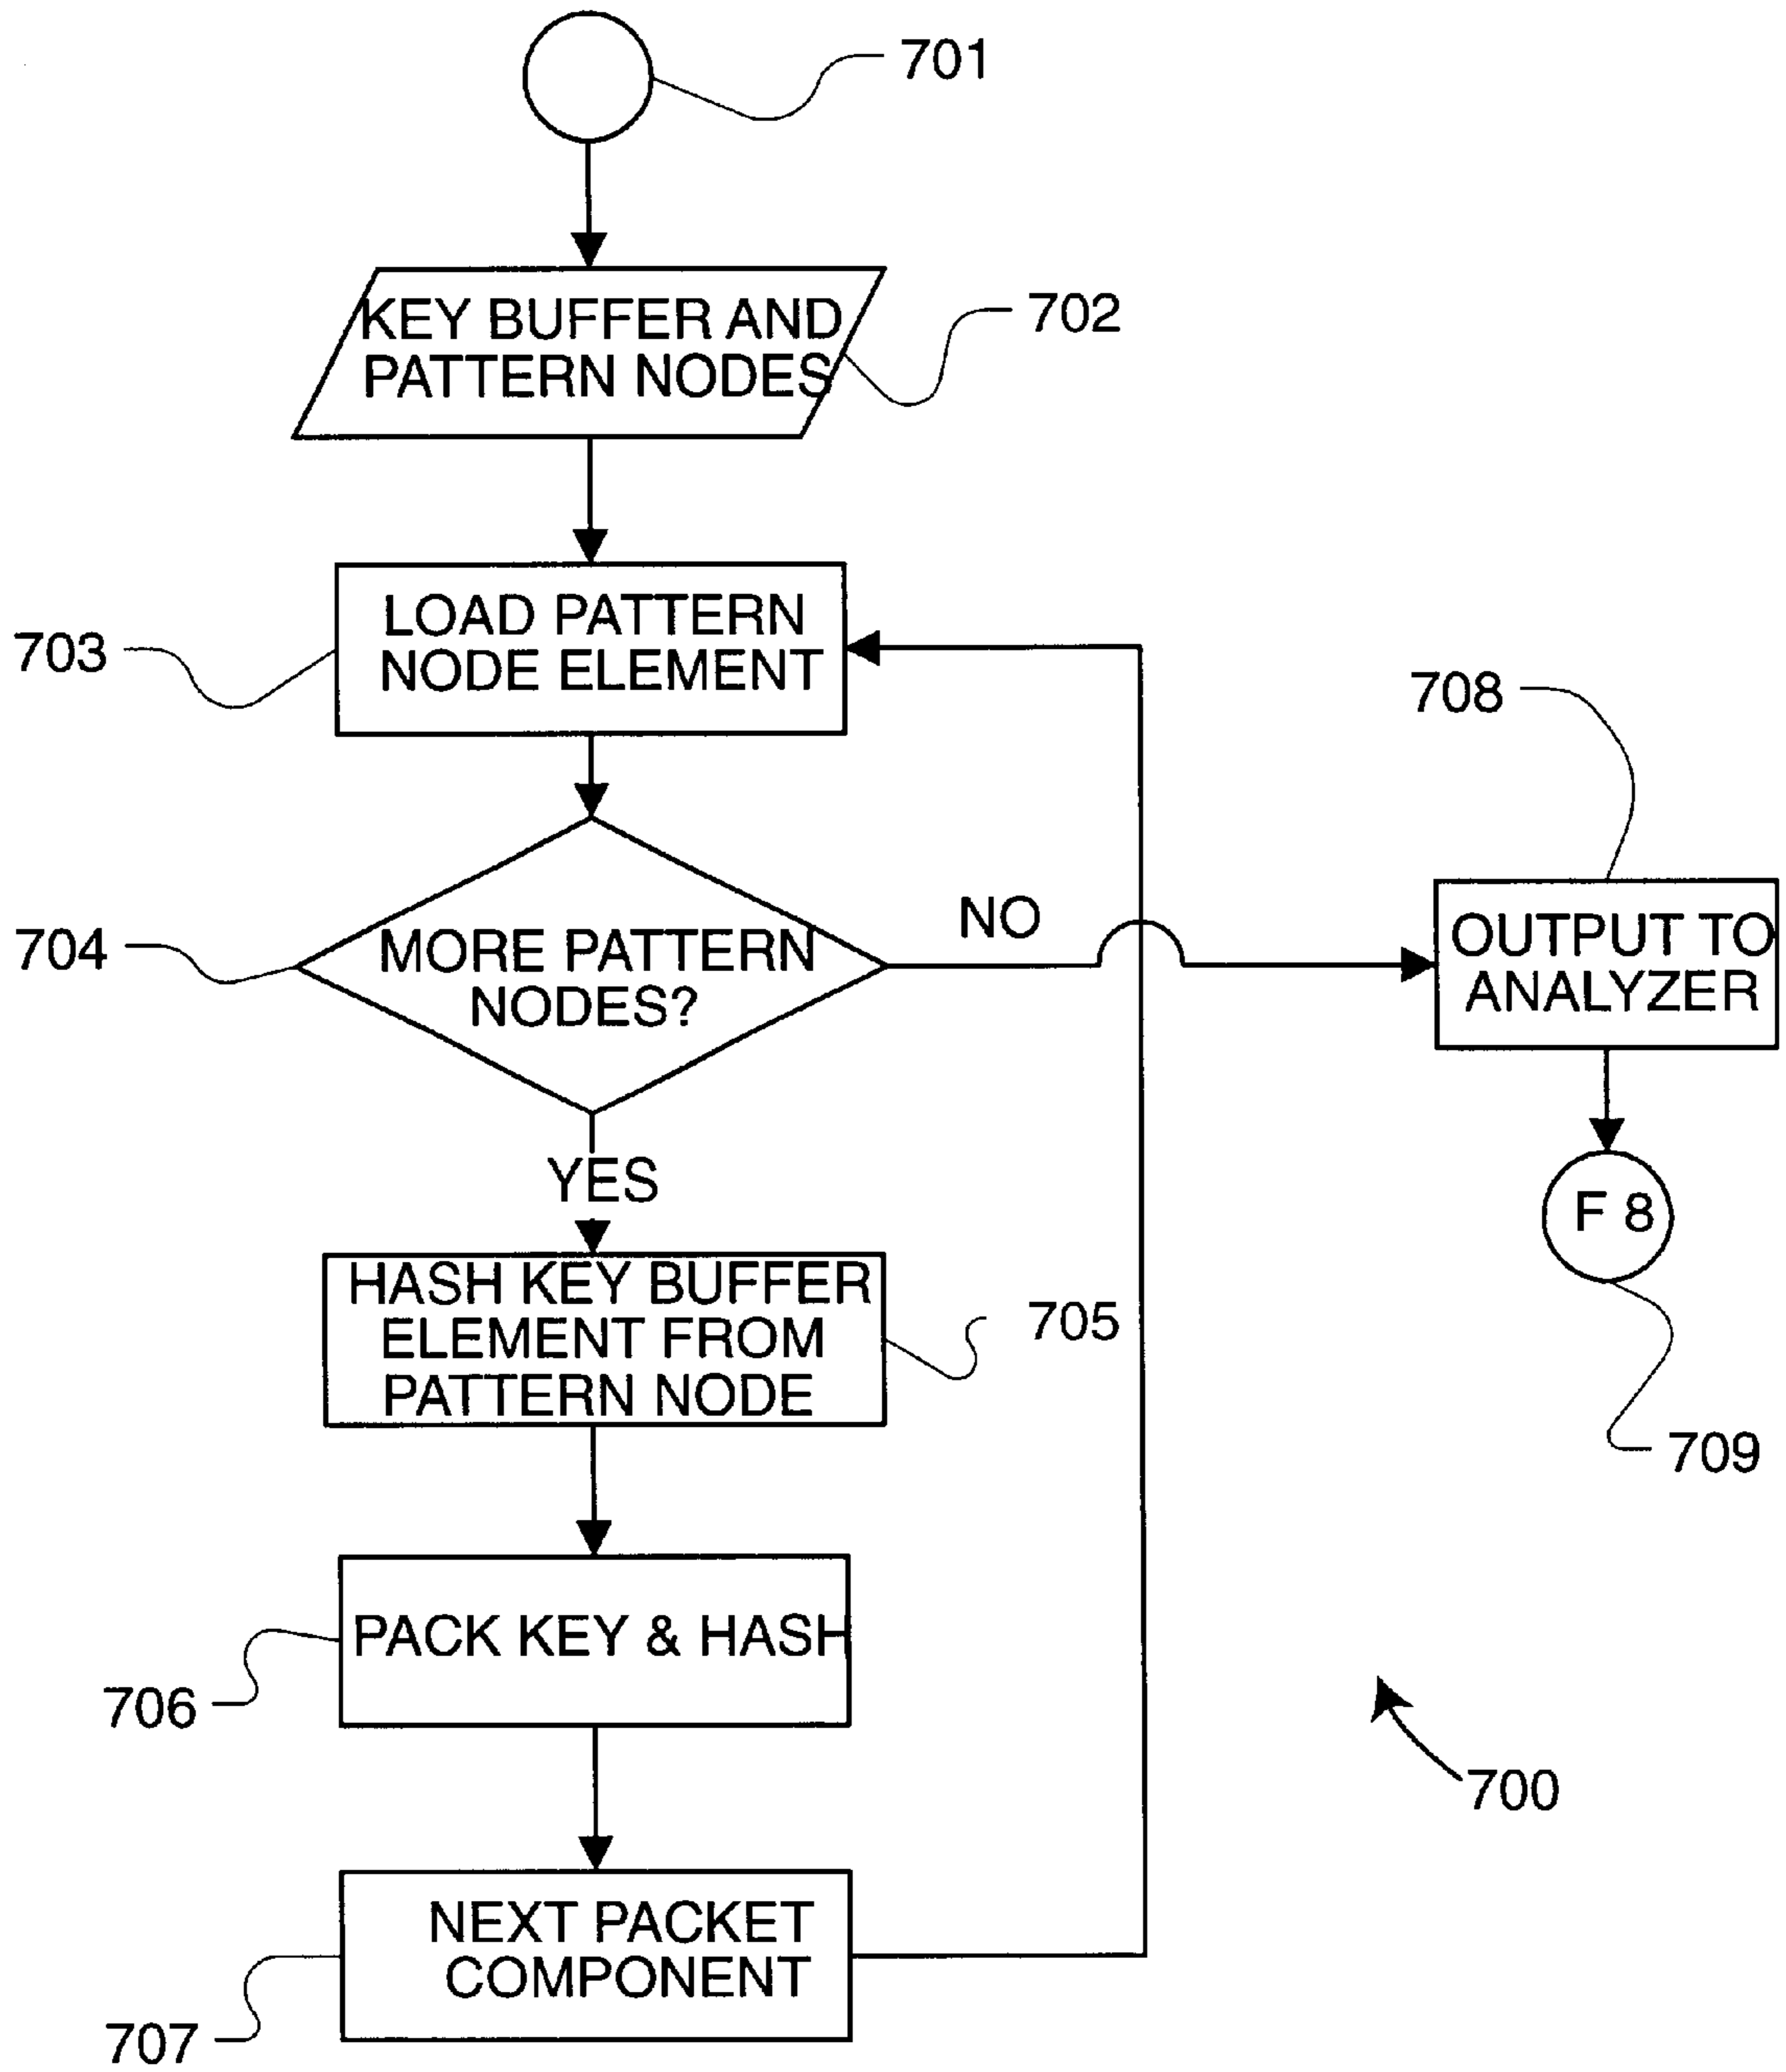 701
KEY BUFFER AND
PATTERN NODES
702
LOAD PATTERN
NODE ELEMENT
703
708
MORE PATTERN
NODES?
704
NO
OUTPUT TO
ANALYZER
YES
F 8
HASH KEY BUFFER
ELEMENT FROM
PATTERN NODE
705
709
PACK KEY & HASH
706
700
NEXT PACKET
COMPONENT
707